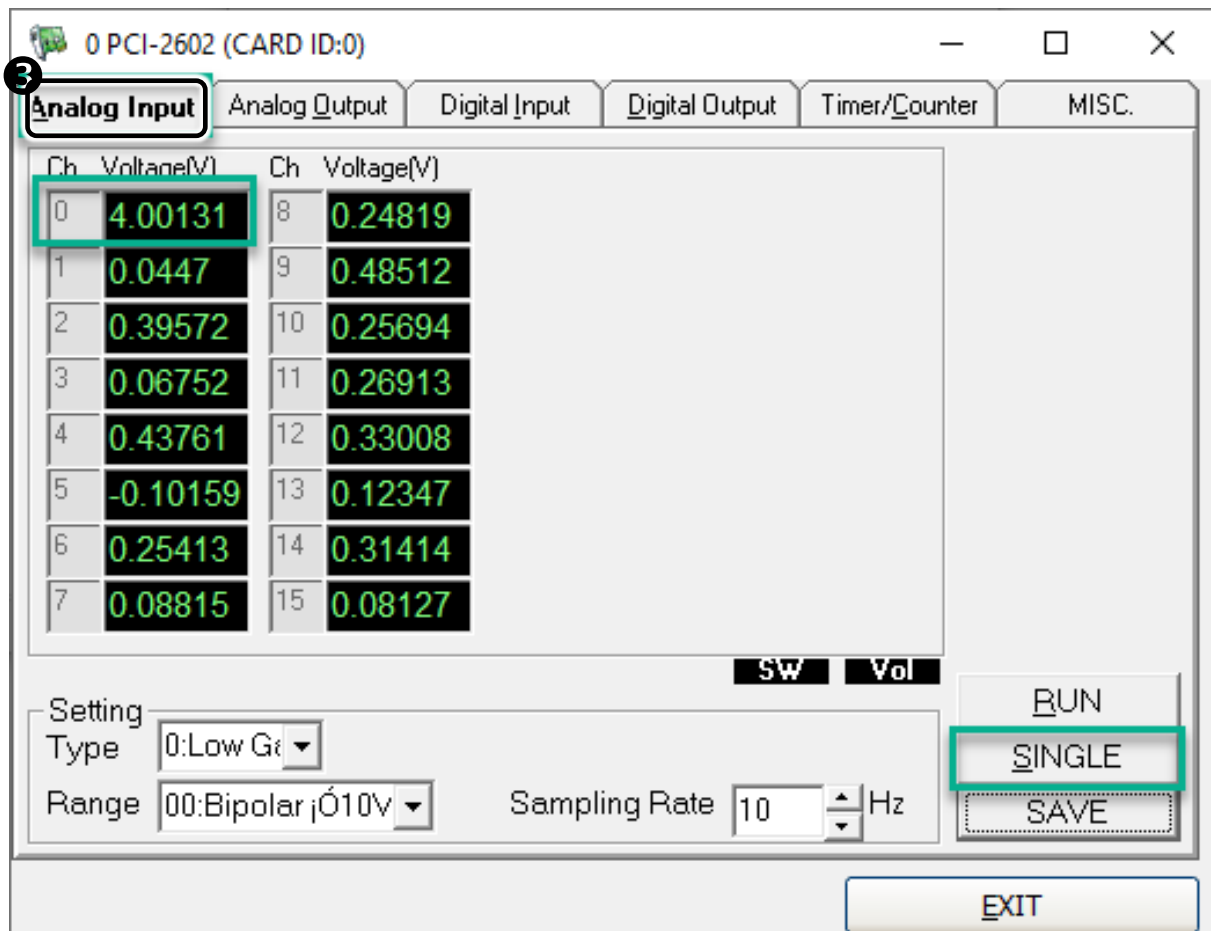 0 PCI-2602 (CARD ID:0)
❸
Analog Input Analog Output Digital Input Digital Output Timer/Counter MISC.
Ch Voltage(V) Ch Voltage(V)
0 4.00131 8 0.24819
1 0.0447 9 0.48512
2 0.39572 10 0.25694
3 0.06752 11 0.26913
4 0.43761 12 0.33008
5 -0.10159 13 0.12347
6 0.25413 14 0.31414
7 0.08815 15 0.08127
SW Vol
Setting
RUN
Type 0:Low Ga
SINGLE
Range 00:Bipolar ¡Ó10V Sampling Rate 10 Hz
SAVE
EXIT